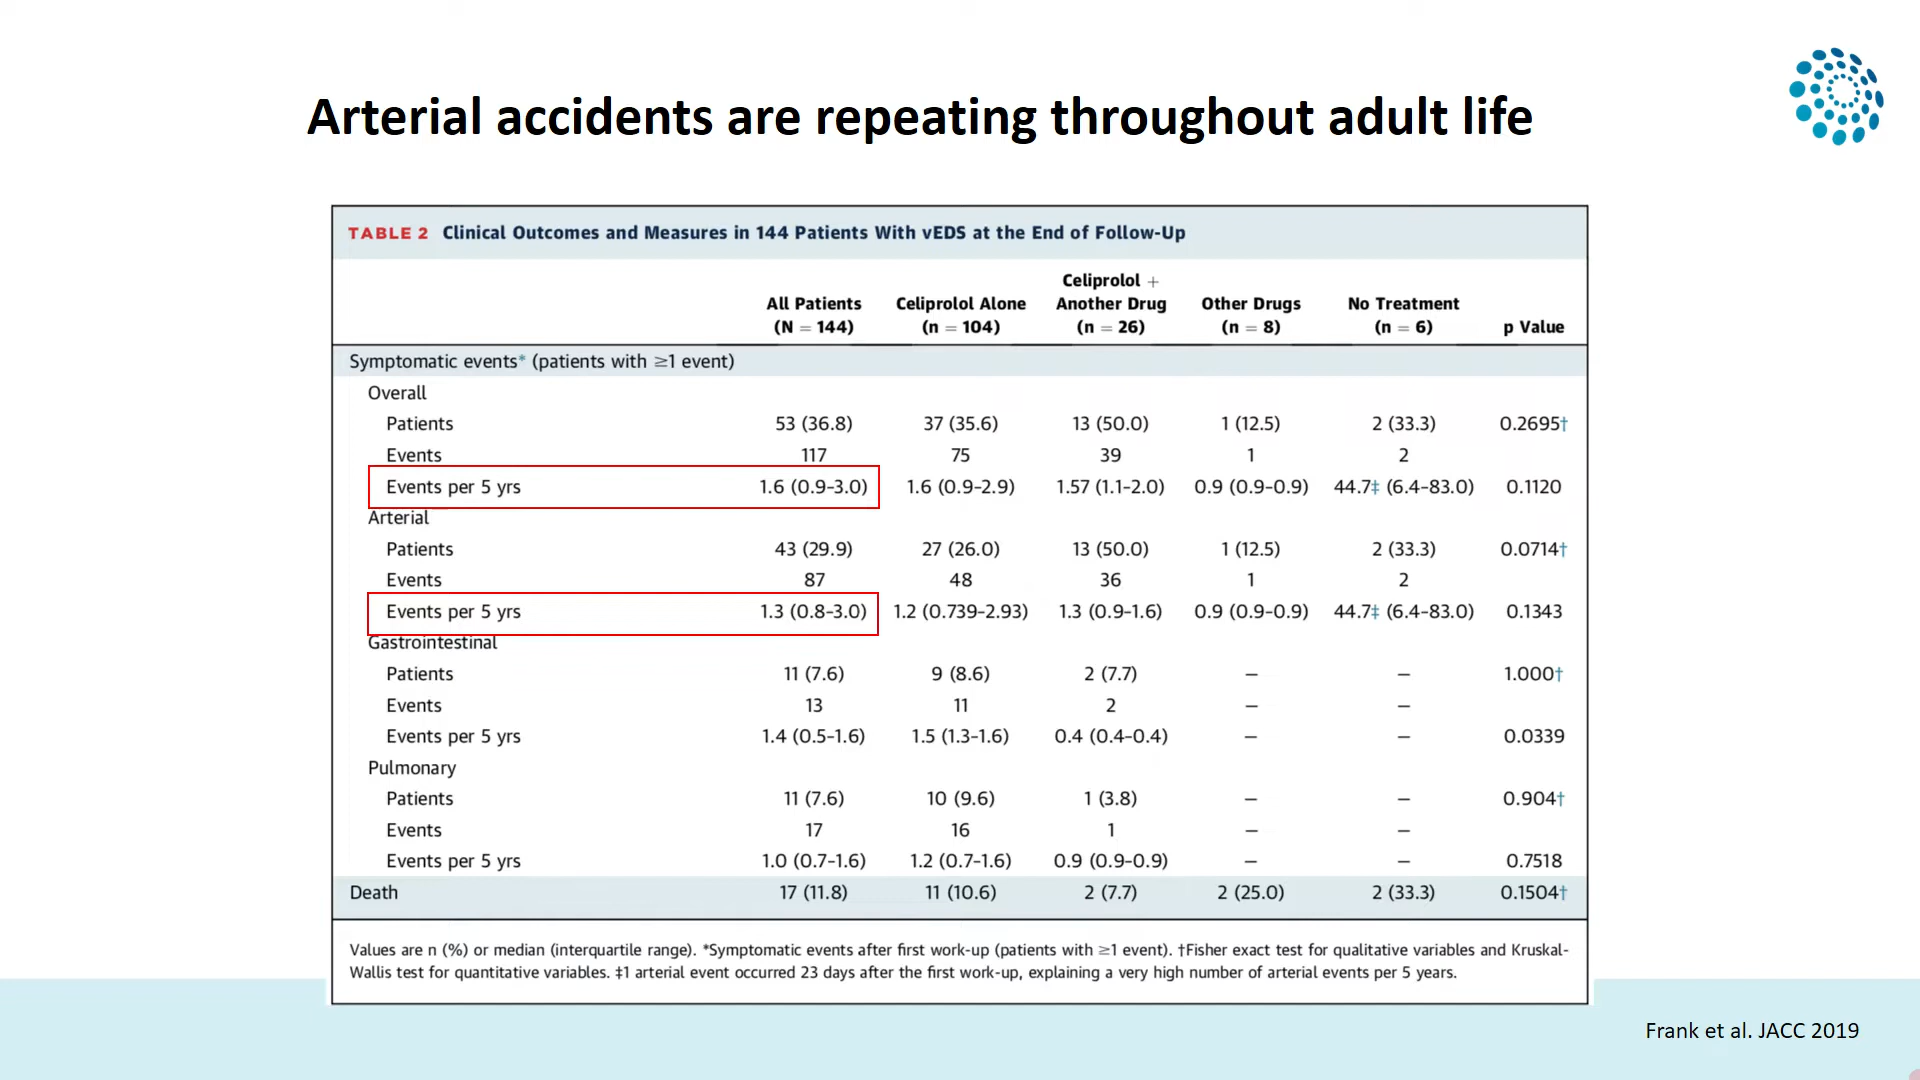 Arterial accidents are repeating throughout adult life
TABLE 2 Clinical Outcomes and Measures in 144 Patients With vEDS at the End of Follow-Up
All Patients (N = 144) Celiprolol Alone (n = 104) Celiprolol + Another Drug (n = 26) Other Drugs (n = 8) No Treatment (n = 6) p Value
Symptomatic events* (patients with ≥1 event)
Overall
Patients 53 (36.8) 37 (35.6) 13 (50.0) 1 (12.5) 2 (33.3) 0.2695†
Events 117 75 39 1 2
Events per 5 yrs 1.6 (0.9–3.0) 1.6 (0.9–2.9) 1.57 (1.1–2.0) 0.9 (0.9–0.9) 44.7‡ (6.4–83.0) 0.1120
Arterial
Patients 43 (29.9) 27 (26.0) 13 (50.0) 1 (12.5) 2 (33.3) 0.0714†
Events 87 48 36 1 2
Events per 5 yrs 1.3 (0.8–3.0) 1.2 (0.739–2.93) 1.3 (0.9–1.6) 0.9 (0.9–0.9) 44.7‡ (6.4–83.0) 0.1343
Gastrointestinal
Patients 11 (7.6) 9 (8.6) 2 (7.7) — — 1.000†
Events 13 11 2 — —
Events per 5 yrs 1.4 (0.5–1.6) 1.5 (1.3–1.6) 0.4 (0.4–0.4) — — 0.0339
Pulmonary
Patients 11 (7.6) 10 (9.6) 1 (3.8) — — 0.904†
Events 17 16 1 — —
Events per 5 yrs 1.0 (0.7–1.6) 1.2 (0.7–1.6) 0.9 (0.9–0.9) — — 0.7518
Death 17 (11.8) 11 (10.6) 2 (7.7) 2 (25.0) 2 (33.3) 0.1504†
Values are n (%) or median (interquartile range). *Symptomatic events after first work-up (patients with ≥1 event). †Fisher exact test for qualitative variables and Kruskal-
Wallis test for quantitative variables. ‡1 arterial event occurred 23 days after the first work-up, explaining a very high number of arterial events per 5 years.
Frank et al. JACC 2019